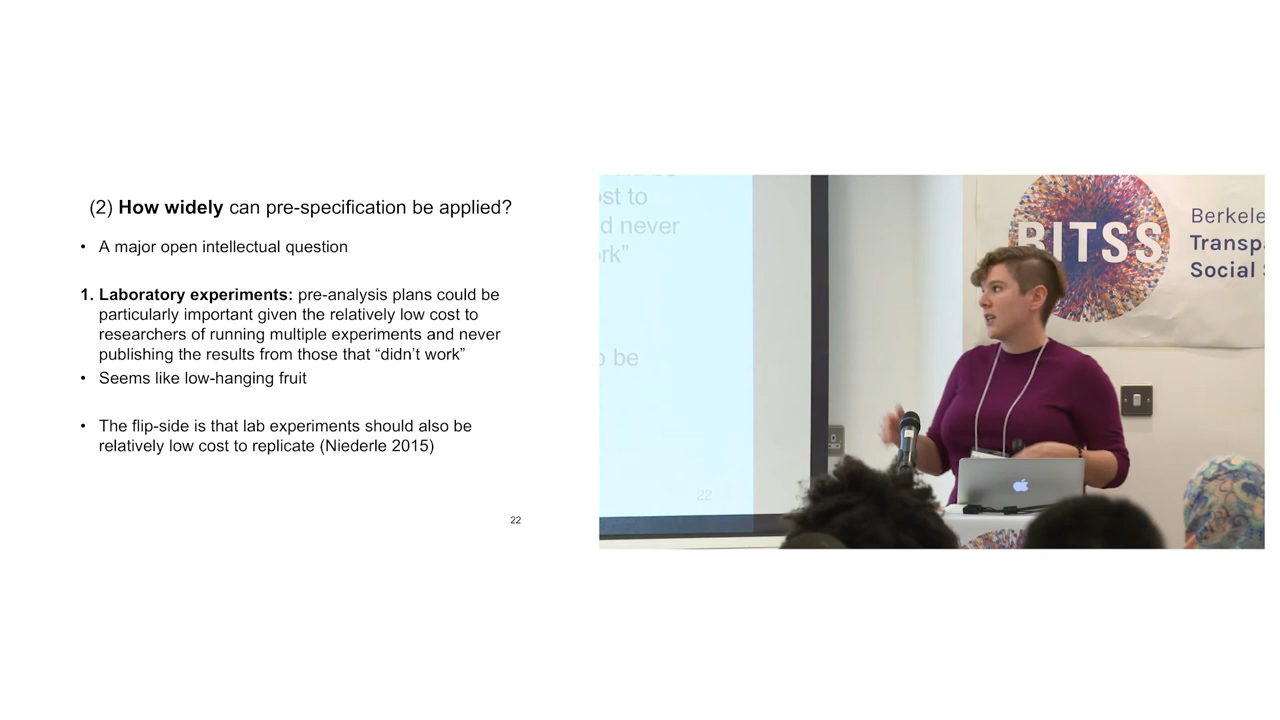 (2) How widely can pre-specification be applied?
• A major open intellectual question
1. Laboratory experiments: pre-analysis plans could be
particularly important given the relatively low cost to
researchers of running multiple experiments and never
publishing the results from those that “didn’t work”
• Seems like low-hanging fruit
• The flip-side is that lab experiments should also be
relatively low cost to replicate (Niederle 2015)
22
ost to
d never
rk”
o be
22
BITSS
Berkele
Transpa
Social S